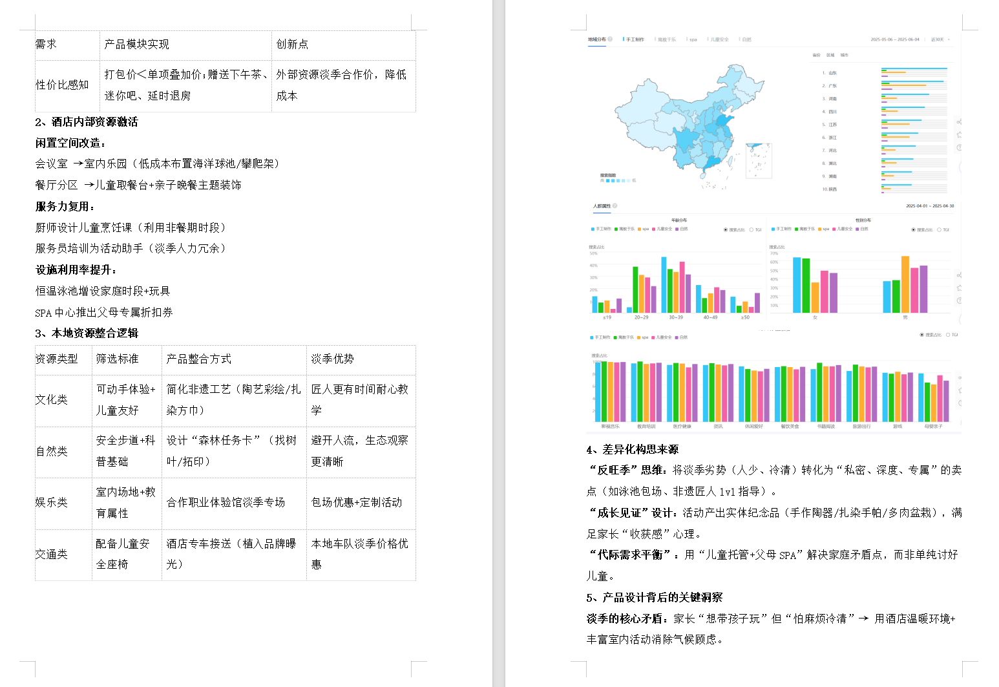 需求 产品模块实现 创新点
性价比感知 打包价＜单项叠加价；赠送下午茶、 外部资源淡季合作价，降低
迷你吧、延时退房 成本
2、酒店内部资源激活
闲置空间改造：
会议室 →室内乐园（低成本布置海洋球池/攀爬架）
餐厅分区 →儿童取餐台+亲子晚餐主题装饰
服务力复用：
厨师设计儿童烹饪课（利用非餐期时段）
服务员培训为活动助手（淡季人力冗余）
设施利用率提升：
恒温泳池增设家庭时段+玩具
SPA中心推出父母专属折扣券
3、本地资源整合逻辑
资源类型 筛选标准 产品整合方式 淡季优势
文化类 可动手体验+ 简化非遗工艺（陶艺彩绘/扎 匠人更有时间耐心教
儿童友好 染方巾） 学
自然类 安全步道+科 设计“森林任务卡”（找树 避开人流，生态观察
普基础 叶/拓印） 更清晰
娱乐类 室内场地+教 合作职业体验馆淡季专场 包场优惠+定制活动
育属性
交通类 配备儿童安 酒店专车接送（植入品牌曝 本地车队淡季价格优
全座椅 光） 惠
地域分布 手工制作 寓教于乐 spa 儿童安全 自然 2025-05-06 ~ 2025-06-04 近30天
省份 区域 城市
1. 山东
2. 广东
3. 河南
4. 四川
5. 江苏
6. 浙江
7. 河北
8. 湖北
9. 湖南
10. 陕西
搜索指数
高 低
人群属性 2025-04-01 ~ 2025-04-30
年龄分布 性别分布
手工制作 寓教于乐 spa 儿童安全 自然 搜索占比 TGI
手工制作 寓教于乐 spa 儿童安全 自然 搜索占比 TGI
搜索占比 搜索占比
50% 40% 30% 20%
70% 60% 50% 40% 30% 20% 10%
≤19 20~29 30~39 40~49 ≥50 女 男
手工制作 寓教于乐 spa 儿童安全 自然 搜索占比 TGI
搜索占比
影视音乐 教育培训 医疗健康 资讯 休闲爱好 餐饮美食 书籍阅读 旅游出行 游戏 母婴亲子
4、差异化构思来源
“反旺季”思维：将淡季劣势（人少、冷清）转化为“私密、深度、专属”的卖
点（如泳池包场、非遗匠人1v1指导）。
“成长见证”设计：活动产出实体纪念品（手作陶器/扎染手帕/多肉盆栽），满
足家长“收获感”心理。
“代际需求平衡”：用“儿童托管+父母SPA”解决家庭矛盾点，而非单纯讨好
儿童。
5、产品设计背后的关键洞察
淡季的核心矛盾：家长“想带孩子玩”但“怕麻烦冷清”→ 用酒店温暖环境+
丰富室内活动消除气候顾虑。